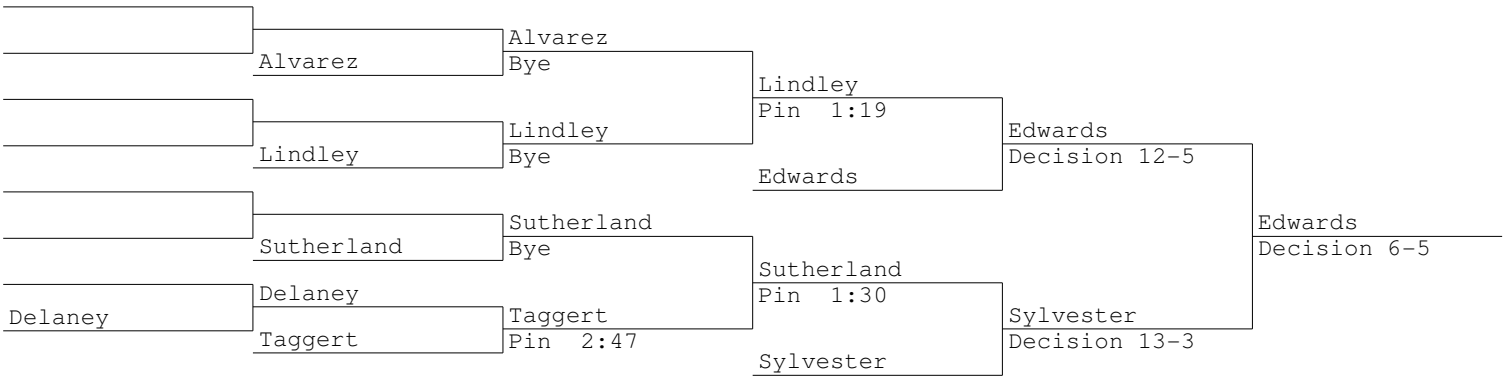 Alvarez
Alvarez
Bye
Lindley
Pin 1:19
Lindley
Lindley
Bye
Edwards
Decision 12-5
Edwards
Sutherland
Sutherland
Bye
Edwards
Decision 6-5
Sutherland
Pin 1:30
Delaney
Delaney
Taggert
Taggert
Pin 2:47
Sylvester
Decision 13-3
Sylvester